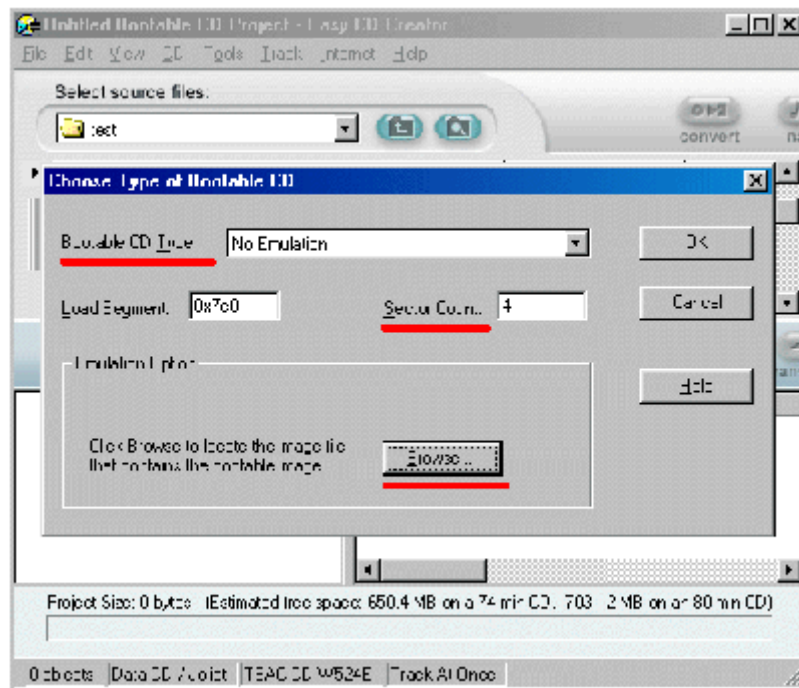 Untitled Bootable CD Project - Easy CD Creator
File Edit View CD Tools Track Internet Help
Select source files:
test
convert
Choose Type of Bootable CD
Bootable CD Type
No Emulation
OK
Load Segment:
0x7c0
Sector Count:
4
Cancel
Emulation Option
Help
Click Browse to locate the image file
that contains the bootable image
Browse...
Project Size: 0 bytes (Estimated free space: 650.4 MB on a 74 min CD, 703.2 MB on an 80 min CD)
0 objects
Data CD
TEAC CD-W524E
Track At Once